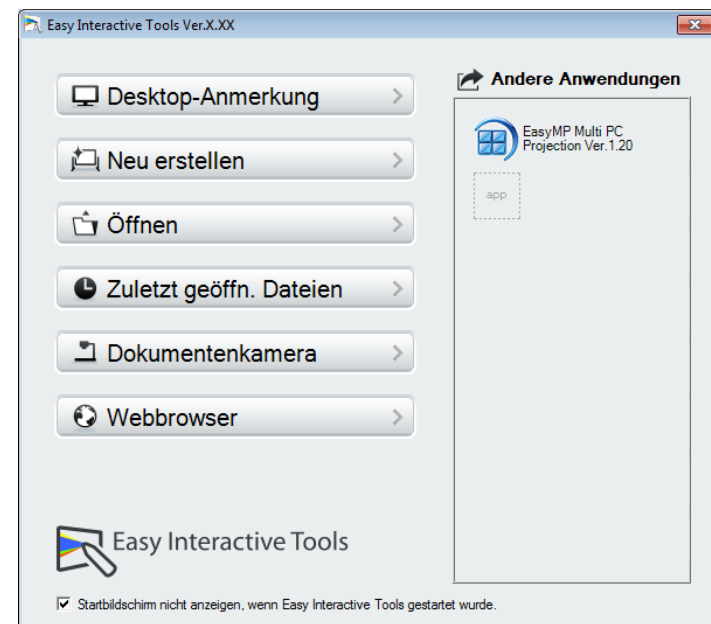 Easy Interactive Tools Ver.X.XX
Desktop-Anmerkung
Neu erstellen
Öffnen
Zuletzt geöffn. Dateien
Dokumentenkamera
Webbrowser
Andere Anwendungen
EasyMP Multi PC
Projection Ver.1.20
app
Easy Interactive Tools
Startbildschirm nicht anzeigen, wenn Easy Interactive Tools gestartet wurde.